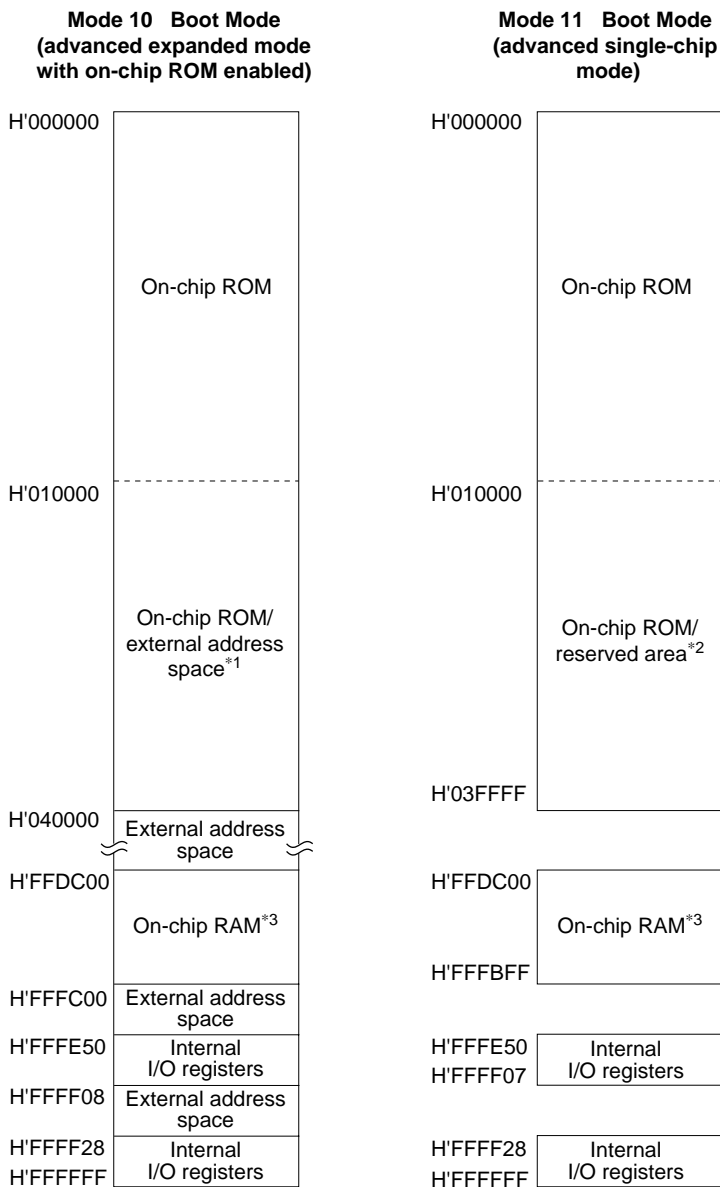 Mode 10 Boot Mode
(advanced expanded mode
with on-chip ROM enabled)
H'000000
On-chip ROM
H'010000
On-chip ROM/
external address
space*1
H'040000
External address
space
H'FFDC00
On-chip RAM*3
H'FFFC00
External address
space
H'FFFE50
Internal
I/O registers
H'FFFF08
External address
space
H'FFFF28
Internal
I/O registers
H'FFFFFF
Mode 11 Boot Mode
(advanced single-chip
mode)
H'000000
On-chip ROM
H'010000
On-chip ROM/
reserved area*2
H'03FFFF
H'FFDC00
On-chip RAM*3
H'FFFBFF
H'FFFE50
Internal
I/O registers
H'FFFF07
H'FFFF28
Internal
I/O registers
H'FFFFFF